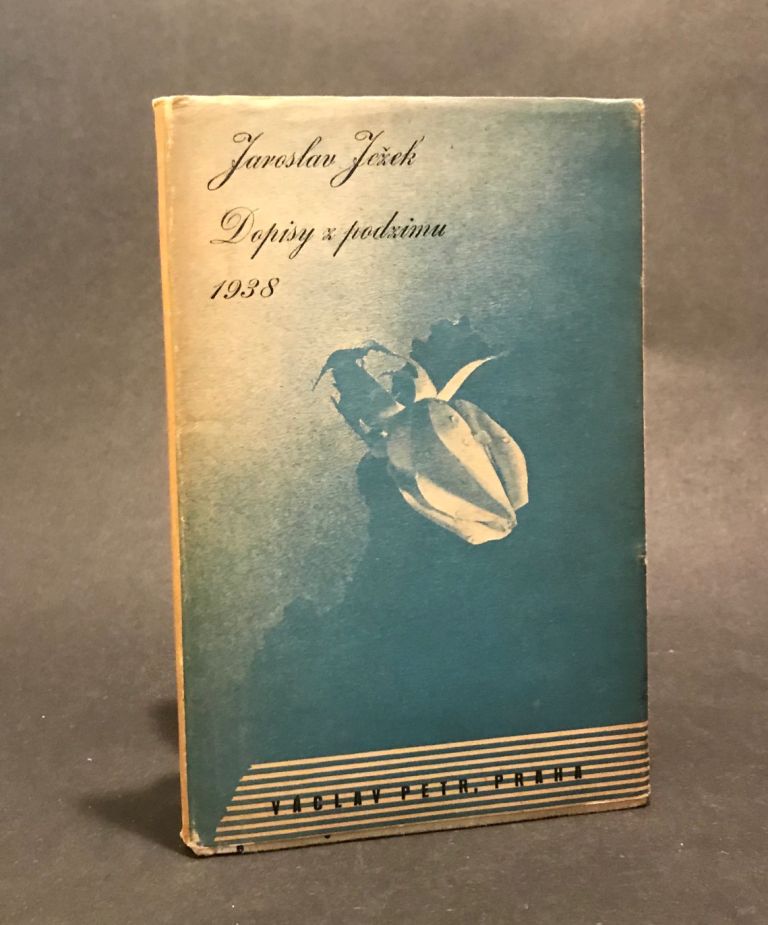 Jaroslav Ježek
Dopisy z podzimu
1938
VÁCLAV PETR, PRAHA